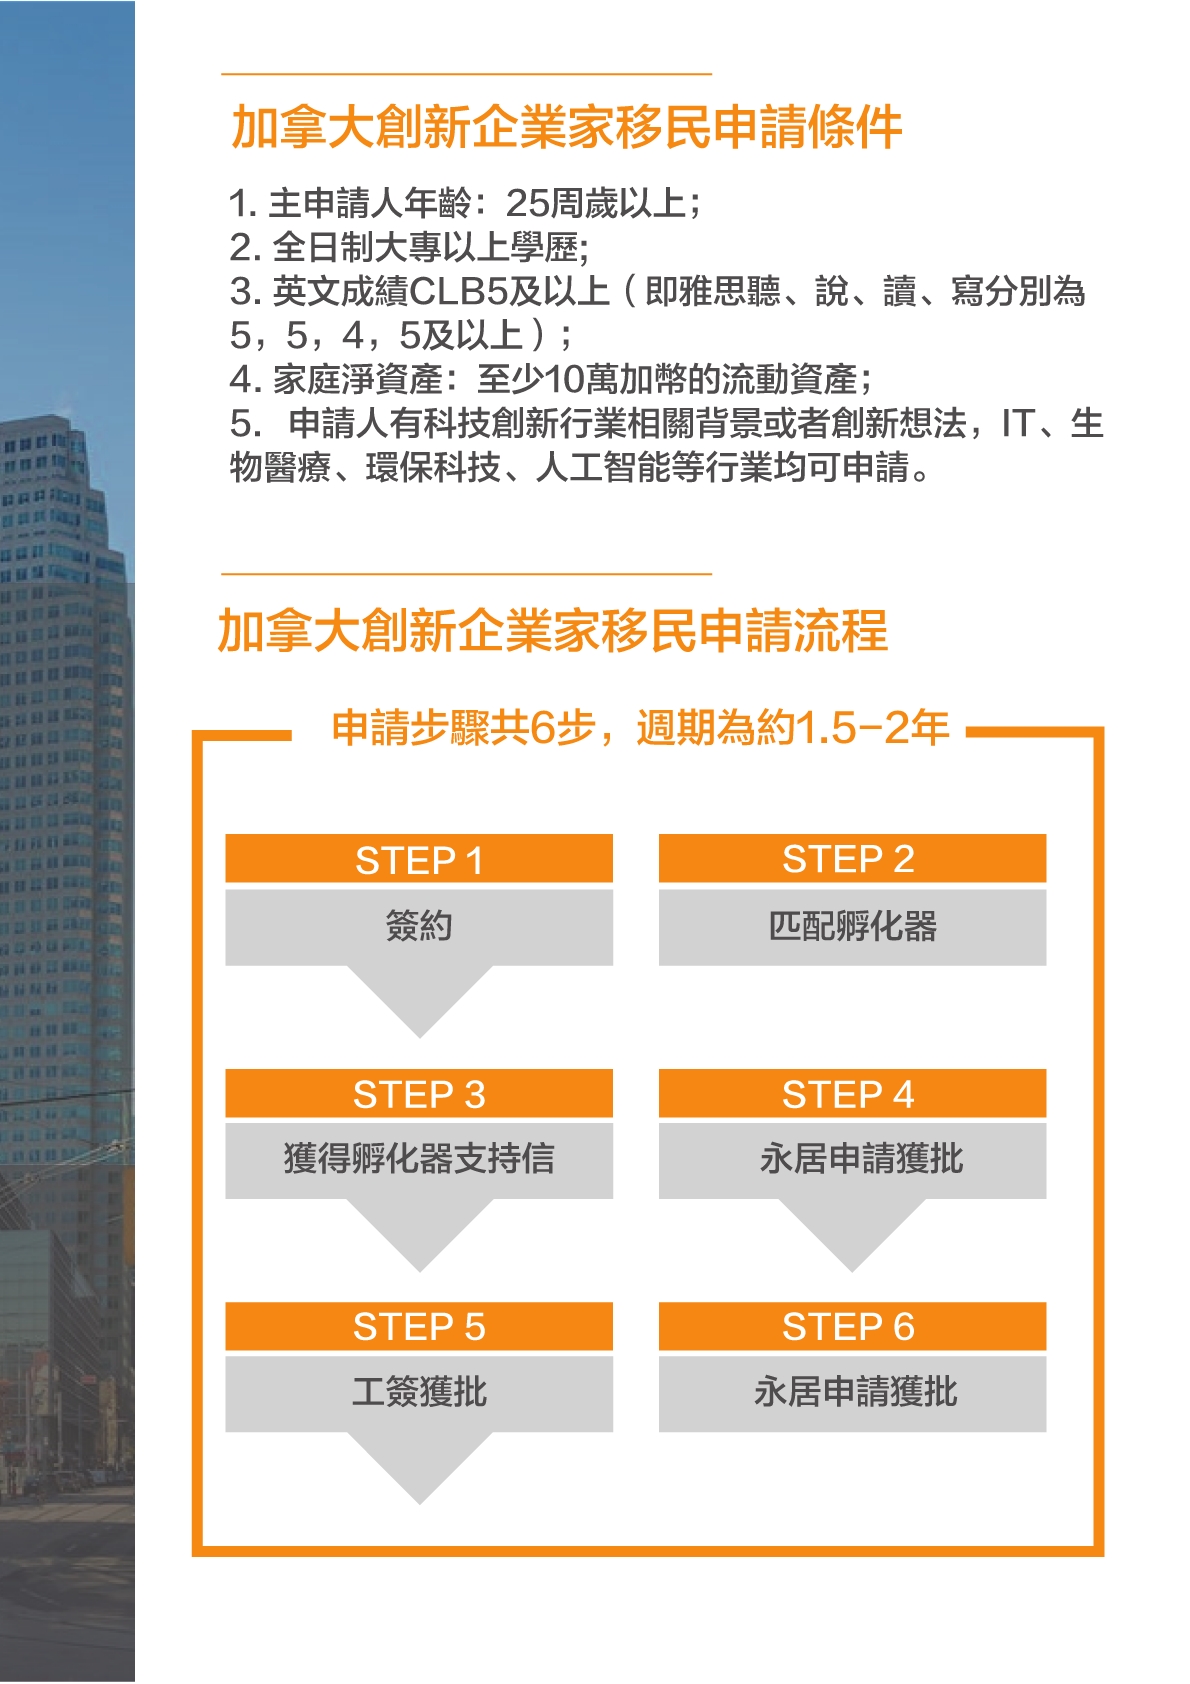 加拿大創新企業家移民申請條件
1. 主申請人年齡：25周歲以上；
2. 全日制大專以上學歷;
3. 英文成績CLB5及以上（即雅思聽、說、讀、寫分別為
5，5，4，5及以上）；
4. 家庭淨資產：至少10萬加幣的流動資產；
5. 申請人有科技創新行業相關背景或者創新想法，IT、生
物醫療、環保科技、人工智能等行業均可申請。
加拿大創新企業家移民申請流程
申請步驟共6步，週期為約1.5-2年
STEP 1
簽約
STEP 2
匹配孵化器
STEP 3
獲得孵化器支持信
STEP 4
永居申請獲批
STEP 5
工簽獲批
STEP 6
永居申請獲批